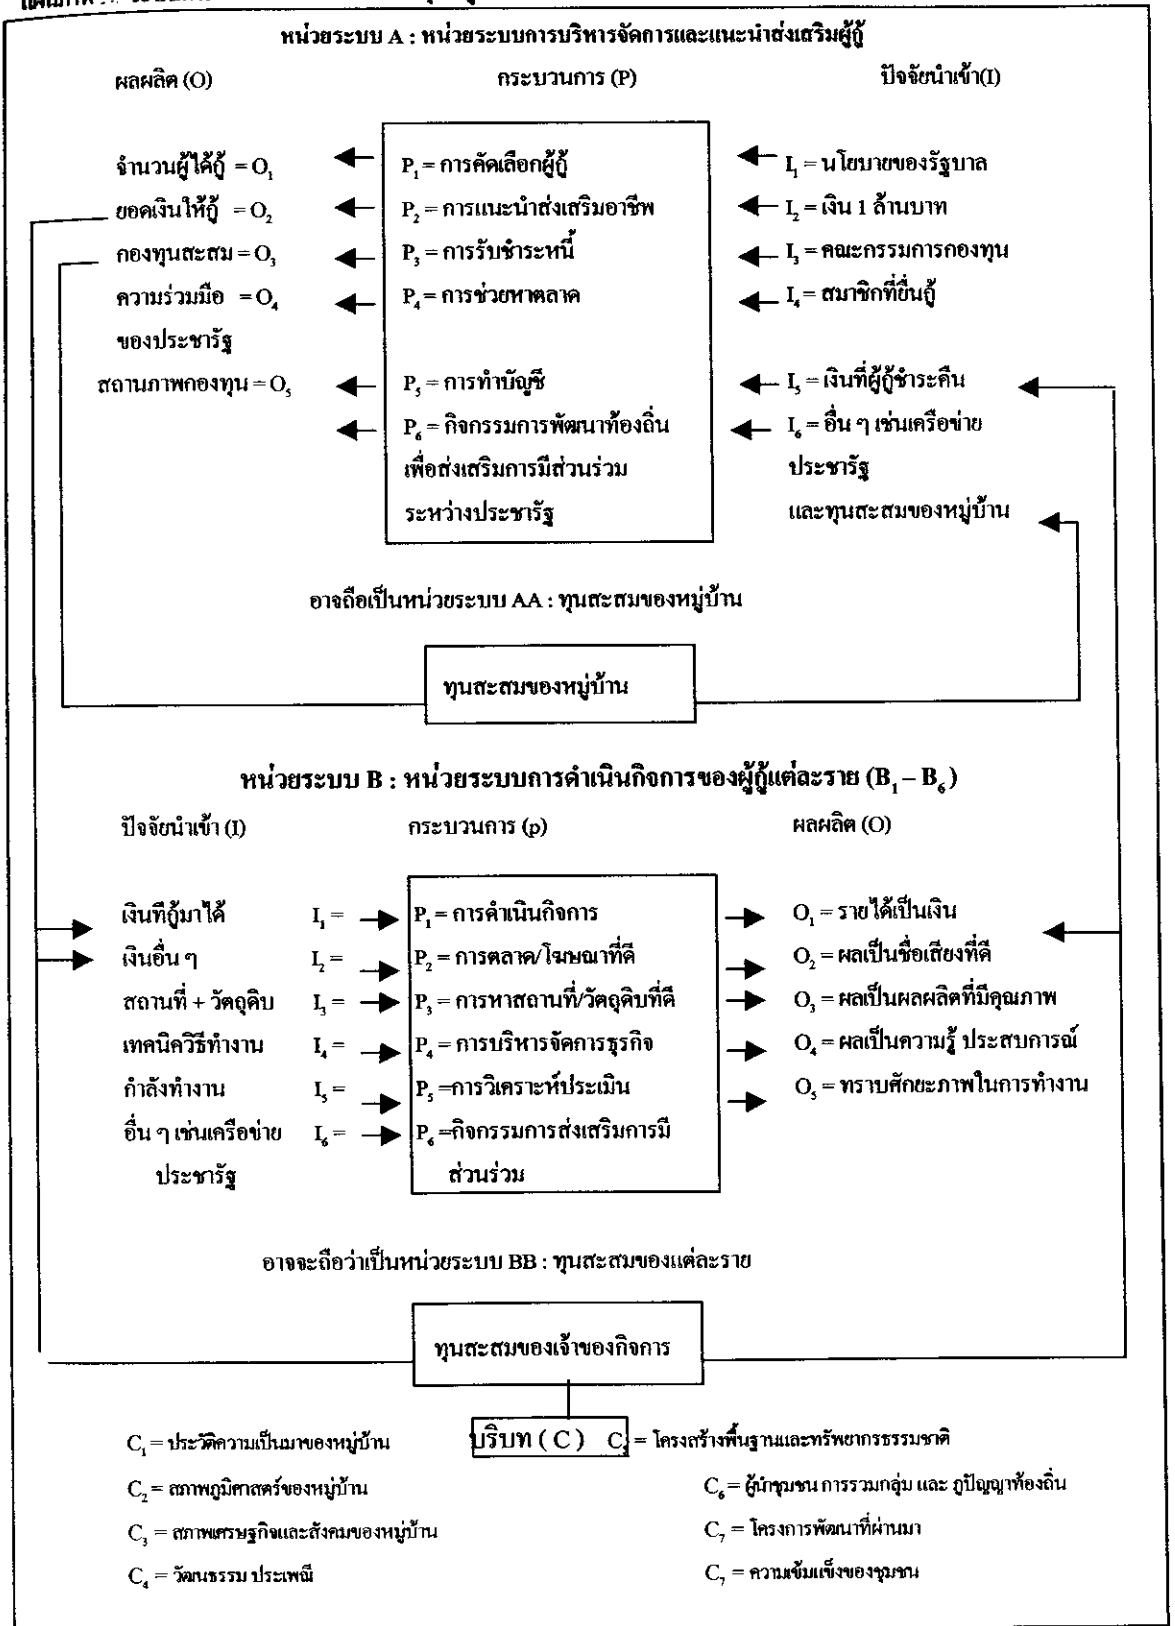 หน่วยระบบ A : หน่วยระบบการบริหารจัดการและแนะนำส่งเสริมผู้กู้
ผลผลิต (O) กระบวนการ (P) ปัจจัยนำเข้า(I)
จำนวนผู้ได้กู้ = O₁ P₁ = การคัดเลือกผู้กู้ I₁ = นโยบายของรัฐบาล
ยอดเงินให้กู้ = O₂ P₂ = การแนะนำส่งเสริมอาชีพ I₂ = เงิน 1 ล้านบาท
กองทุนสะสม = O₃ P₃ = การรับชำระหนี้ I₃ = คณะกรรมการกองทุน
ความร่วมมือ = O₄ P₄ = การช่วยหาตลาด I₄ = สมาชิกที่ยื่นกู้
ของประชารัฐ
สถานภาพกองทุน = O₅ P₅ = การทำบัญชี I₅ = เงินที่ผู้กู้ชำระคืน
P₆ = กิจกรรมการพัฒนาท้องถิ่น I₆ = อื่น ๆ เช่นเครือข่าย
เพื่อส่งเสริมการมีส่วนร่วม ประชารัฐ
ระหว่างประชารัฐ และทุนสะสมของหมู่บ้าน
อาจถือเป็นหน่วยระบบ AA : ทุนสะสมของหมู่บ้าน
ทุนสะสมของหมู่บ้าน
หน่วยระบบ B : หน่วยระบบการดำเนินกิจการของผู้กู้แต่ละราย (B₁ – B₆)
ปัจจัยนำเข้า (I) กระบวนการ (p) ผลผลิต (O)
เงินทีกู้มาได้ I₁ = P₁ = การดำเนินกิจการ O₁ = รายได้เป็นเงิน
เงินอื่น ๆ I₂ = P₂ = การตลาด/โฆษณาที่ดี O₂ = ผลเป็นชื่อเสียงที่ดี
สถานที่ + วัตถุดิบ I₃ = P₃ = การหาสถานที่/วัตถุดิบที่ดี O₃ = ผลเป็นผลผลิตที่มีคุณภาพ
เทคนิควิธีทำงาน I₄ = P₄ = การบริหารจัดการธุรกิจ O₄ = ผลเป็นความรู้ ประสบการณ์
กำลังทำงาน I₅ = P₅ =การวิเคราะห์ประเมิน O₅ = ทราบศักยะภาพในการทำงาน
อื่น ๆ เช่นเครือข่าย I₆ = P₆ =กิจกรรมการส่งเสริมการมี
ประชารัฐ ส่วนร่วม
อาจจะถือว่าเป็นหน่วยระบบ BB : ทุนสะสมของแต่ละราย
ทุนสะสมของเจ้าของกิจการ
C₁ = ประวัติความเป็นมาของหมู่บ้าน บริบท ( C ) C = โครงสร้างพื้นฐานและทรัพยากรธรรมชาติ
C₂ = สภาพภูมิศาสตร์ของหมู่บ้าน C₆ = ผู้นำชุมชน การรวมกลุ่ม และ ภูปัญญาท้องถิ่น
C₃ = สภาพเศรษฐกิจและสังคมของหมู่บ้าน C₇ = โครงการพัฒนาที่ผ่านมา
C₄ = วัฒนธรรม ประเพณี C₇ = ความเข้มแข็งของชุมชน